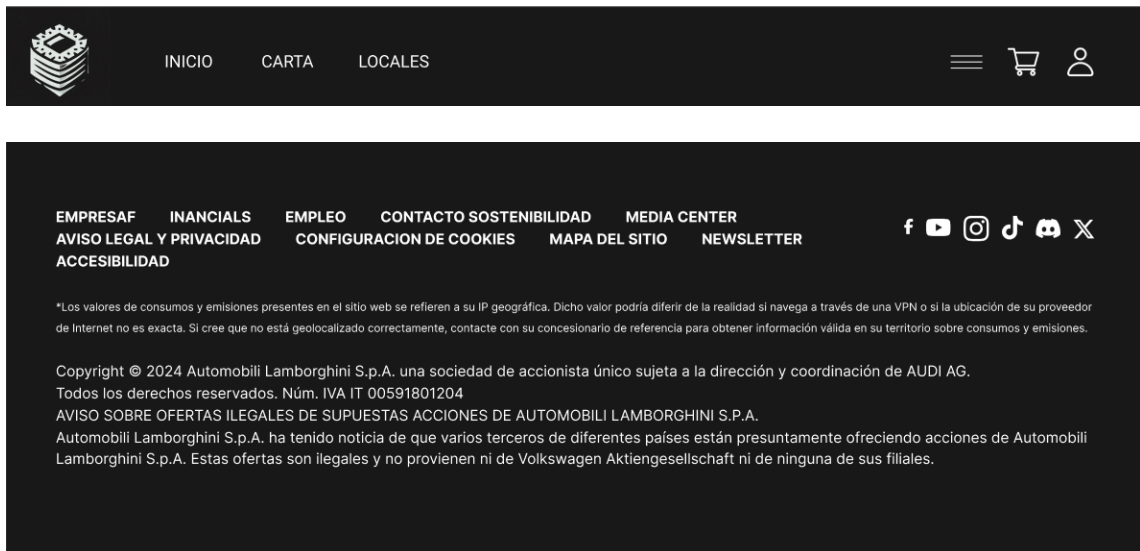 INICIO CARTA LOCALES
EMPRESAF INANCIALS EMPLEO CONTACTO SOSTENIBILIDAD MEDIA CENTER
AVISO LEGAL Y PRIVACIDAD CONFIGURACION DE COOKIES MAPA DEL SITIO NEWSLETTER
ACCESIBILIDAD
*Los valores de consumos y emisiones presentes en el sitio web se refieren a su IP geográfica. Dicho valor podría diferir de la realidad si navega a través de una VPN o si la ubicación de su proveedor
de Internet no es exacta. Si cree que no está geolocalizado correctamente, contacte con su concesionario de referencia para obtener información válida en su territorio sobre consumos y emisiones.
Copyright © 2024 Automobili Lamborghini S.p.A. una sociedad de accionista único sujeta a la dirección y coordinación de AUDI AG.
Todos los derechos reservados. Núm. IVA IT 00591801204
AVISO SOBRE OFERTAS ILEGALES DE SUPUESTAS ACCIONES DE AUTOMOBILI LAMBORGHINI S.P.A.
Automobili Lamborghini S.p.A. ha tenido noticia de que varios terceros de diferentes países están presuntamente ofreciendo acciones de Automobili
Lamborghini S.p.A. Estas ofertas son ilegales y no provienen ni de Volkswagen Aktiengesellschaft ni de ninguna de sus filiales.